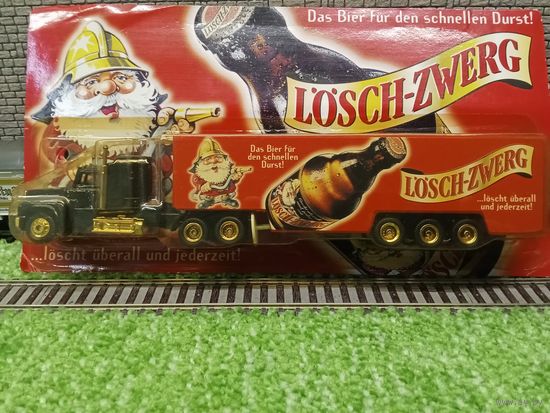 Das Bier für den schnellen Durst!
LÖSCH-ZWERG
Das Bier für
den schnellen
Durst!
LÖSCH-ZWERG
...löscht überall
und jederzeit!
...löscht überall und jederzeit!